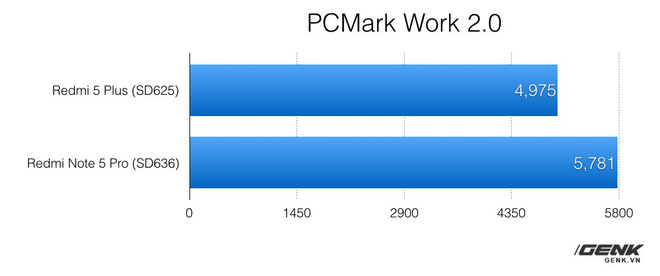 PCMark Work 2.0
Redmi 5 Plus (SD625)
4,975
Redmi Note 5 Pro (SD636)
5,781
0 1450 2900 4350 5800
/GENK
GENK.VN